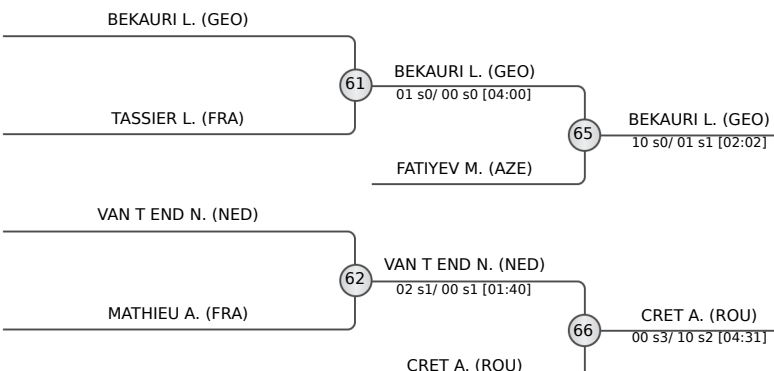 BEKAURI L. (GEO)
61
BEKAURI L. (GEO)
01 s0/ 00 s0 [04:00]
TASSIER L. (FRA)
65
BEKAURI L. (GEO)
10 s0/ 01 s1 [02:02]
FATIYEV M. (AZE)
VAN T END N. (NED)
62
VAN T END N. (NED)
02 s1/ 00 s1 [01:40]
MATHIEU A. (FRA)
66
CRET A. (ROU)
00 s3/ 10 s2 [04:31]
CRET A. (ROU)